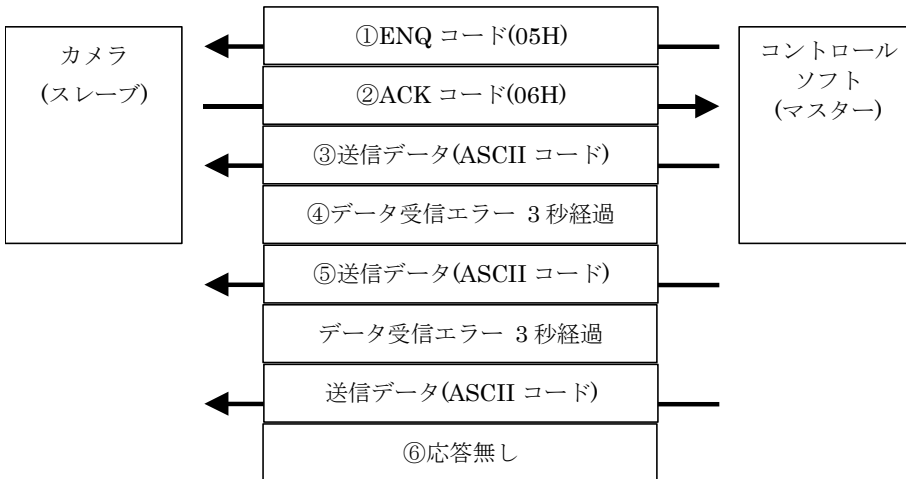 カメラ
(スレーブ)
①ENQ コード(05H)
コントロール
ソフト
(マスター)
②ACK コード(06H)
③送信データ(ASCII コード)
④データ受信エラー 3 秒経過
⑤送信データ(ASCII コード)
データ受信エラー 3 秒経過
送信データ(ASCII コード)
⑥応答無し